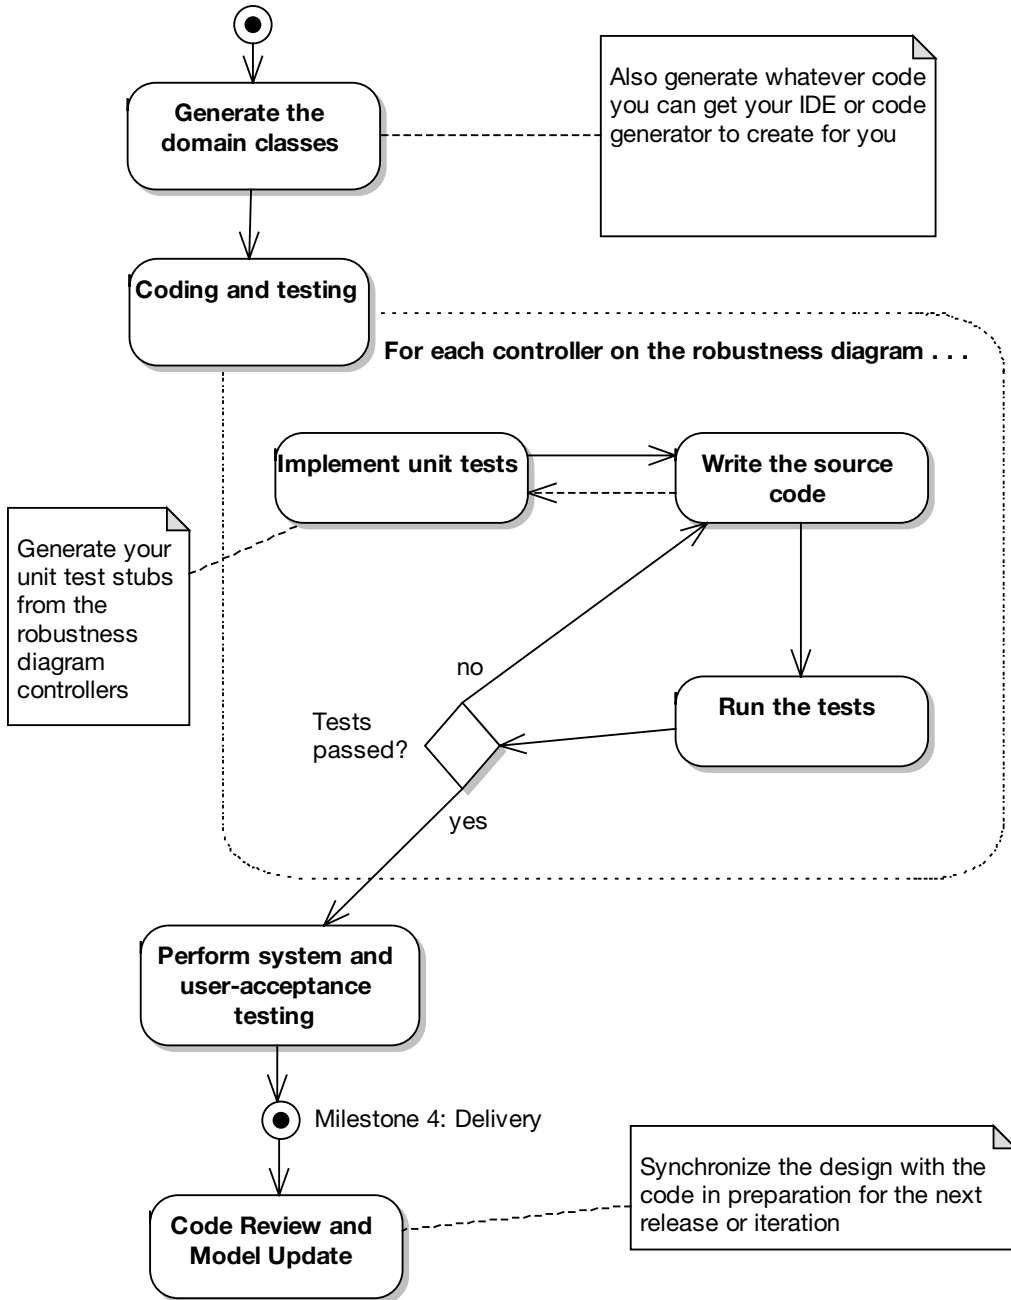 Generate the
domain classes
Also generate whatever code
you can get your IDE or code
generator to create for you
Coding and testing
For each controller on the robustness diagram . . .
Implement unit tests
Write the source
code
Generate your
unit test stubs
from the
robustness
diagram
controllers
no
Tests
passed?
Run the tests
yes
Perform system and
user-acceptance
testing
Milestone 4: Delivery
Synchronize the design with the
code in preparation for the next
release or iteration
Code Review and
Model Update